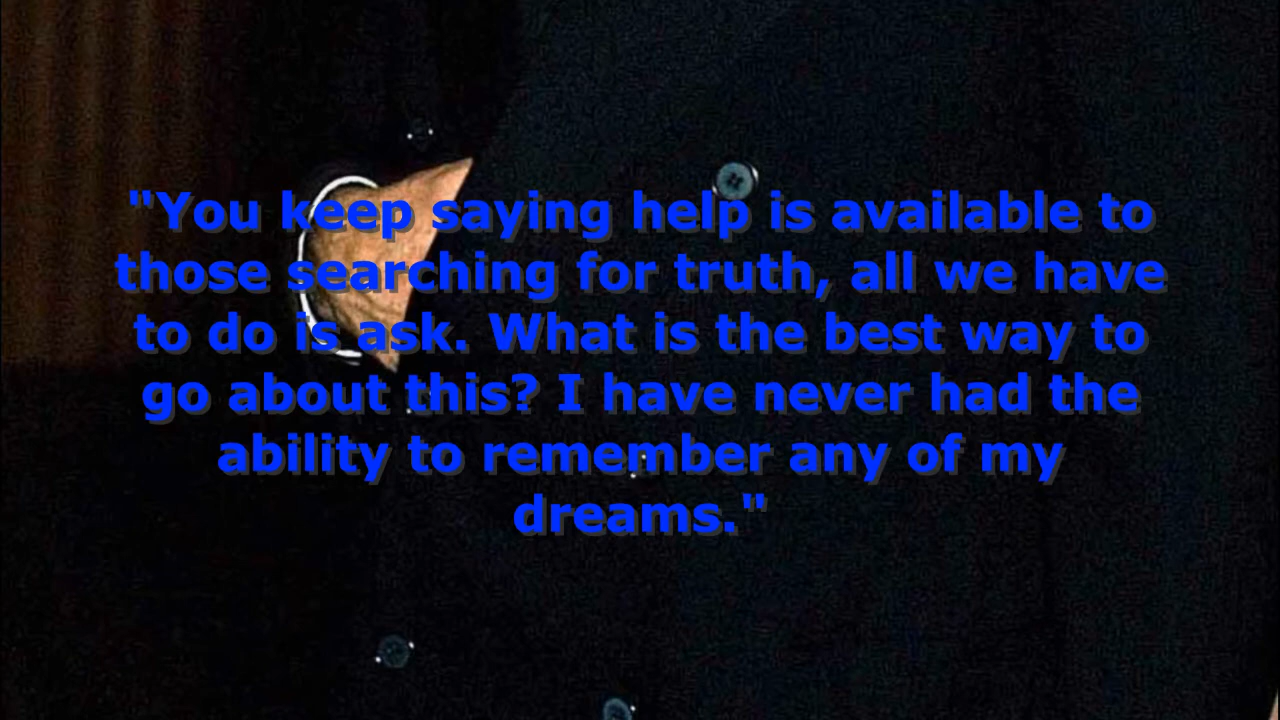 "You keep saying help is available to
those searching for truth, all we have
to do is ask. What is the best way to
go about this? I have never had the
ability to remember any of my
dreams."